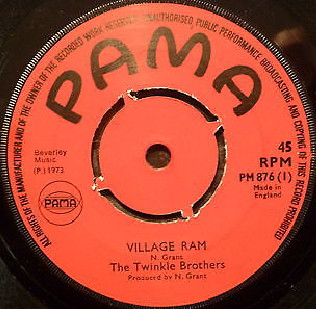 ALL RIGHTS OF THE MANUFACTURER AND OF THE OWNER OF THE RECORDED WORK RESERVED UNAUTHORISED, PUBLIC PERFORMANCE BROADCASTING AND COPYING OF THIS RECORD PROHIBITED
PAMA
Beverley
Music
(P.) 1973
45
RPM
PM 876 (1)
Made in
England
PAMA
VILLAGE RAM
N. Grant
The Twinkle Brothers
Produced by N. Grant